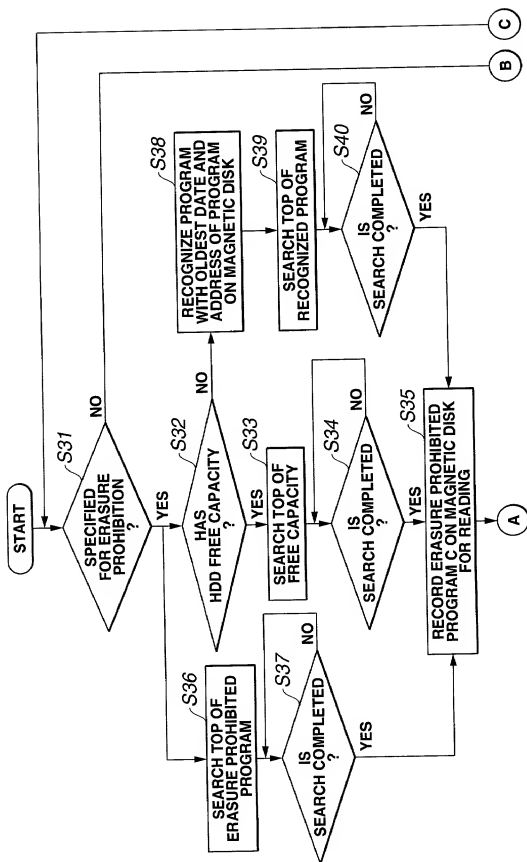 START
S31
SPECIFIED
FOR ERASURE
PROHIBITION
?
NO
YES
S32
HAS
HDD FREE CAPACITY
?
NO
YES
S33
SEARCH TOP OF
FREE CAPACITY
S34
IS
SEARCH COMPLETED
?
NO
YES
S35
RECORD ERASURE PROHIBITED
PROGRAM C ON MAGNETIC DISK
FOR READING
A
S36
SEARCH TOP OF
ERASURE PROHIBITED
PROGRAM
S37
IS
SEARCH COMPLETED
?
NO
YES
S38
RECOGNIZE PROGRAM
WITH OLDEST DATE AND
ADDRESS OF PROGRAM
ON MAGNETIC DISK
S39
SEARCH TOP OF
RECOGNIZED PROGRAM
S40
IS
SEARCH COMPLETED
?
NO
YES
B
C